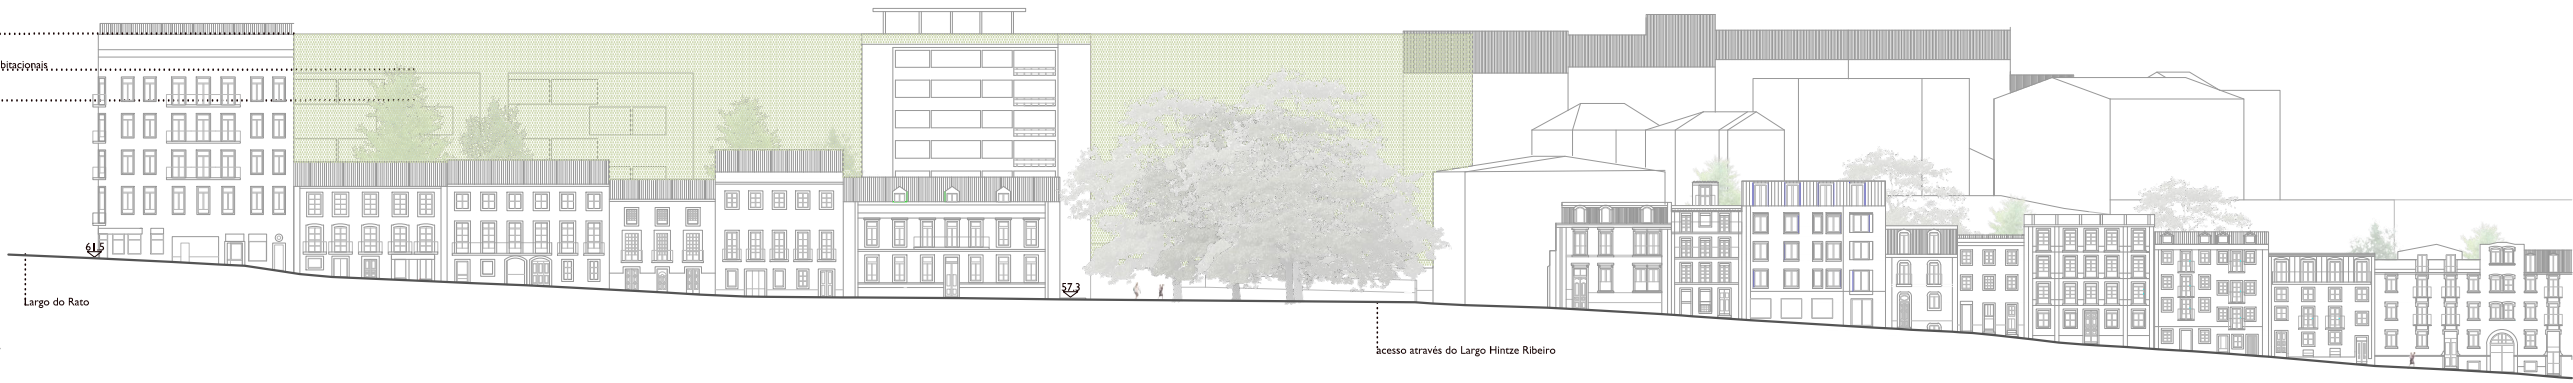 bitacionais
61.5
Largo do Rato
57.3
acesso através do Largo Hintze Ribeiro